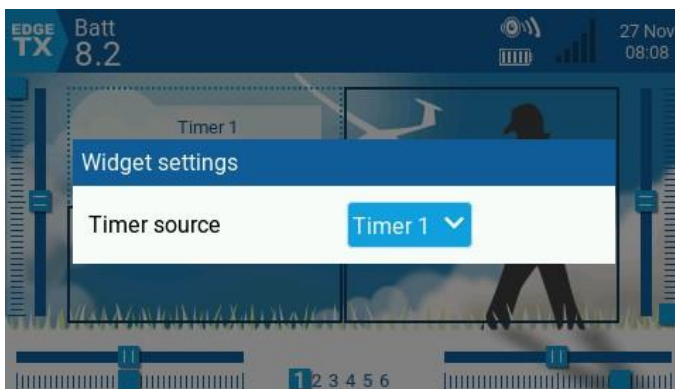 EDGE
TX
Batt
8.2
27 Nov
08:08
Timer 1
Widget settings
Timer source
Timer 1
1 2 3 4 5 6